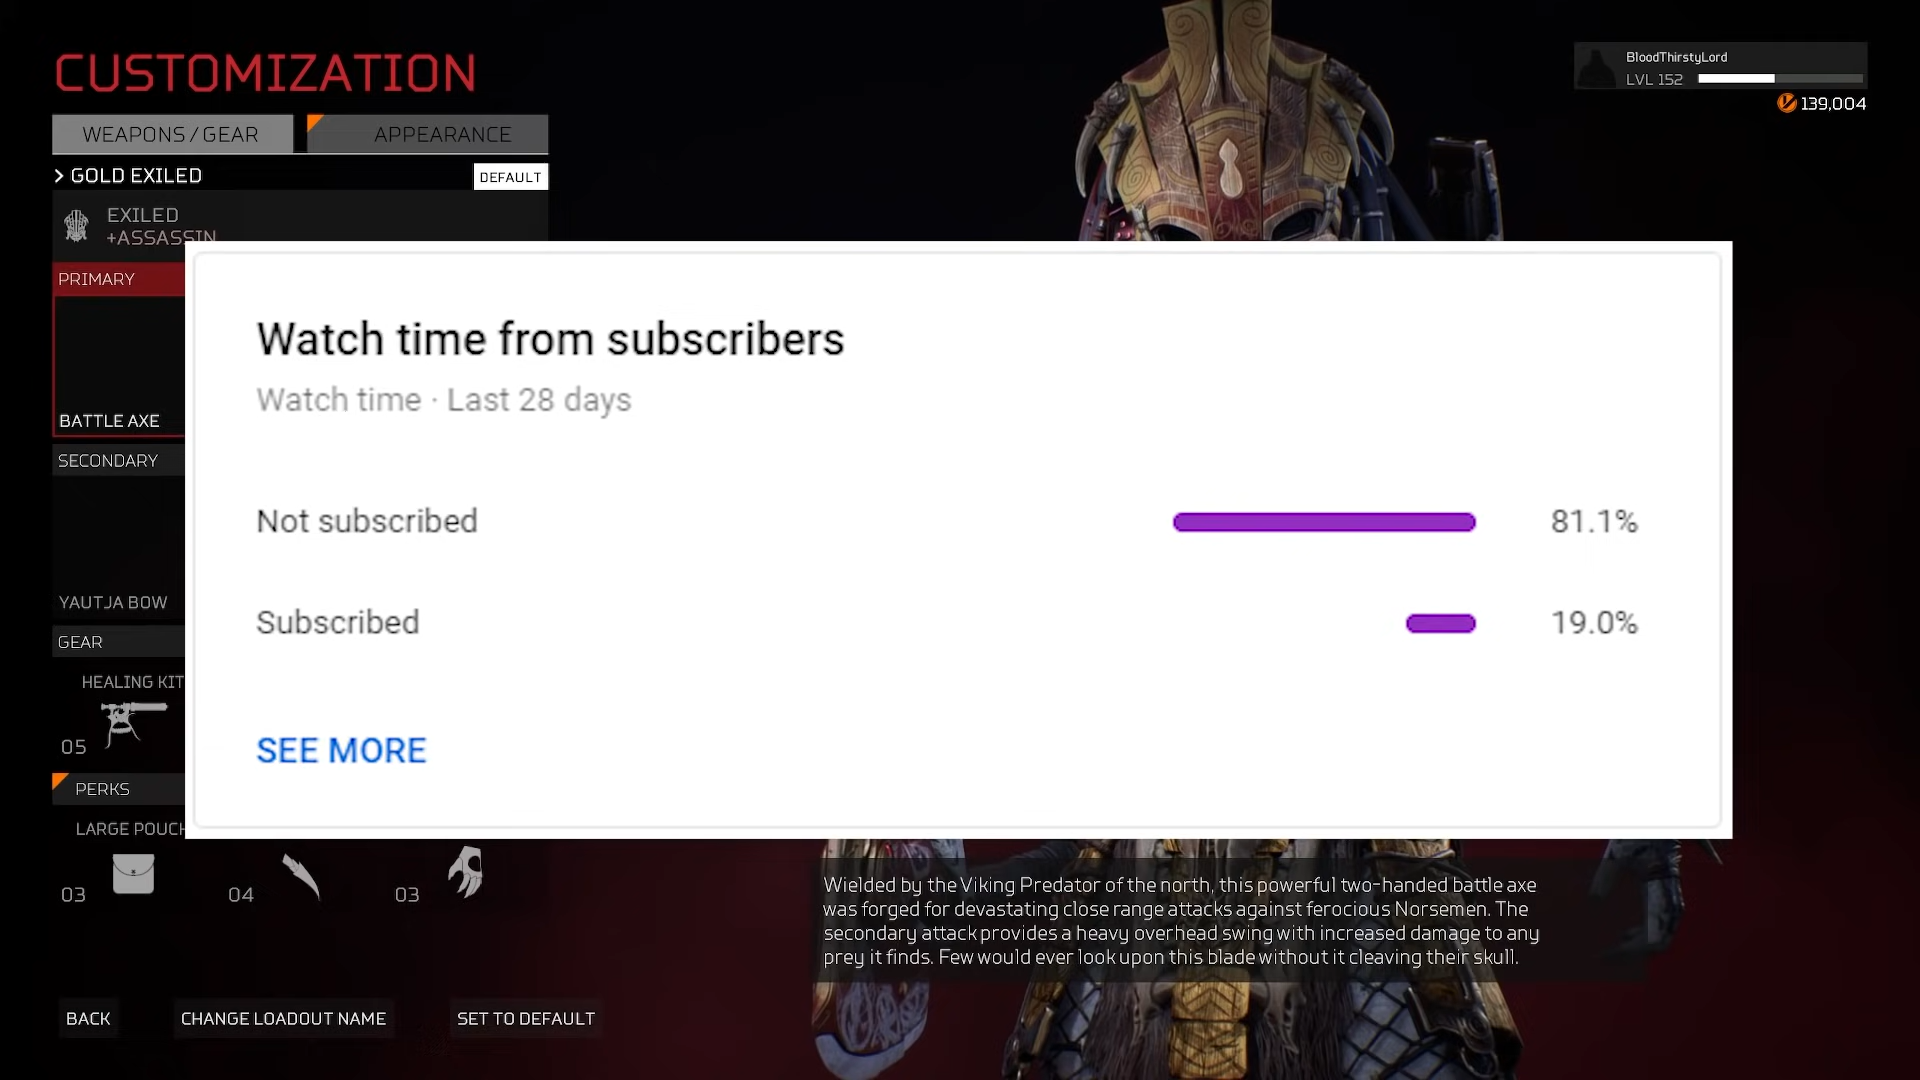 CUSTOMIZATION
BloodThirstyLord
LVL 152
139,004
WEAPONS / GEAR
APPEARANCE
> GOLD EXILED
DEFAULT
EXILED
+ASSASSIN
PRIMARY
BATTLE AXE
SECONDARY
YAUTJA BOW
GEAR
HEALING KIT
05
PERKS
LARGE POUCH
03
04
03
Watch time from subscribers
Watch time · Last 28 days
Not subscribed
81.1%
Subscribed
19.0%
SEE MORE
Wielded by the Viking Predator of the north, this powerful two-handed battle axe
was forged for devastating close range attacks against ferocious Norsemen. The
secondary attack provides a heavy overhead swing with increased damage to any
prey it finds. Few would ever look upon this blade without it cleaving their skull.
BACK
CHANGE LOADOUT NAME
SET TO DEFAULT